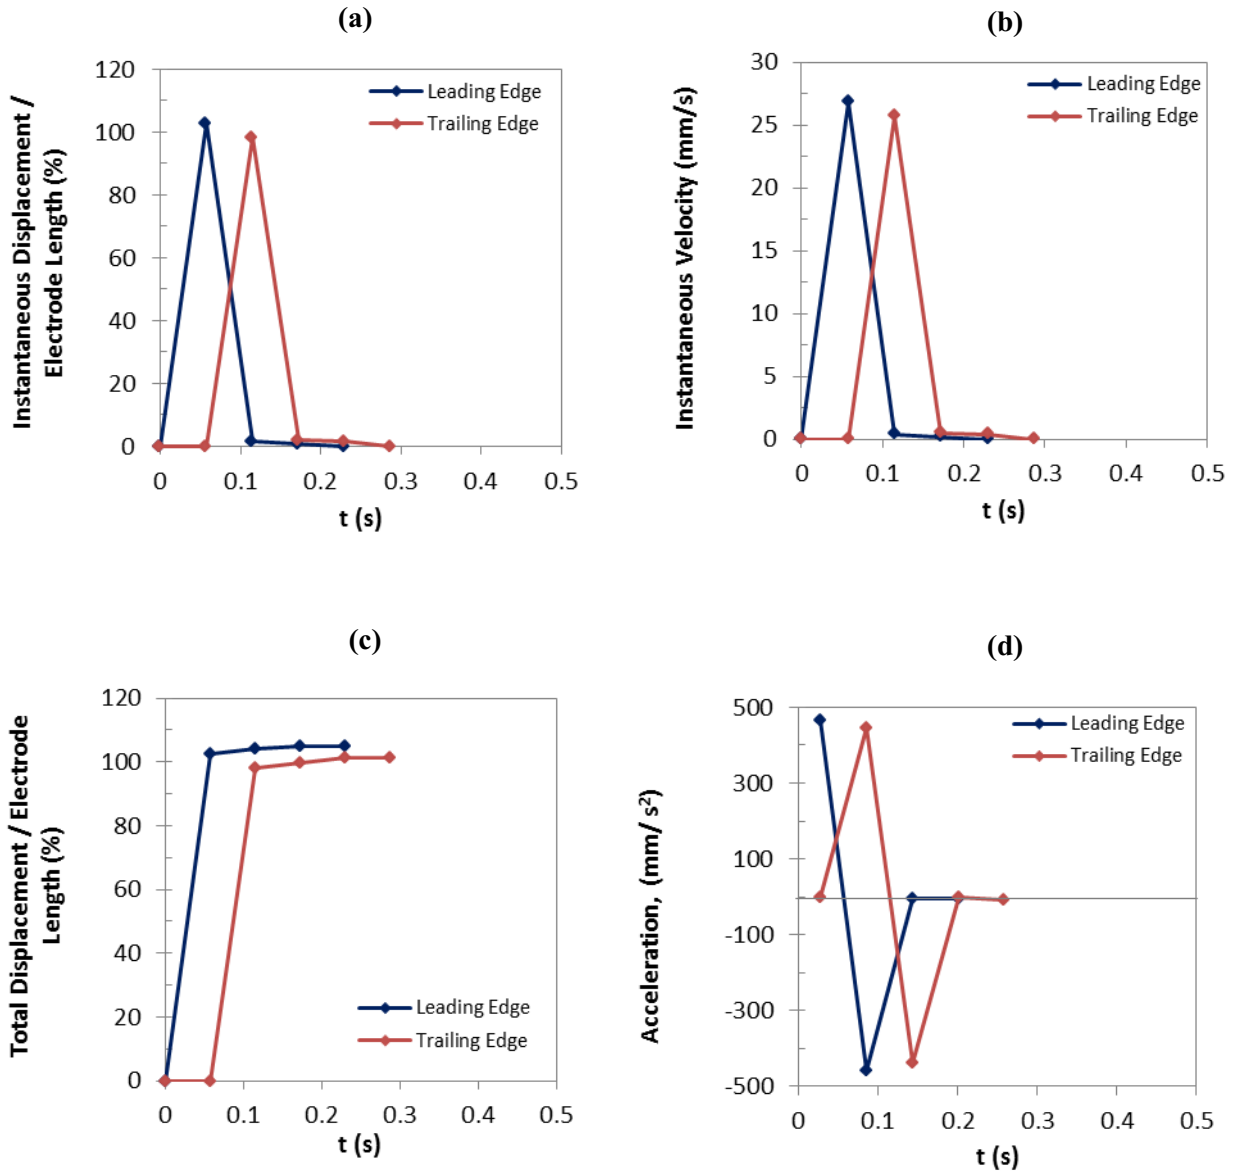 (a)
Instantaneous Displacement /
Electrode Length (%)
120
100
80
60
40
20
0
Leading Edge
Trailing Edge
0 0.1 0.2 0.3 0.4 0.5
t (s)
(b)
Instantaneous Velocity (mm/s)
30
25
20
15
10
5
0
Leading Edge
Trailing Edge
0 0.1 0.2 0.3 0.4 0.5
t (s)
(c)
Total Displacement / Electrode
Length (%)
120
100
80
60
40
20
0
Leading Edge
Trailing Edge
0 0.1 0.2 0.3 0.4 0.5
t (s)
(d)
Acceleration, (mm/ s²)
500
300
100
-100
-300
-500
Leading Edge
Trailing Edge
0 0.1 0.2 0.3 0.4 0.5
t (s)